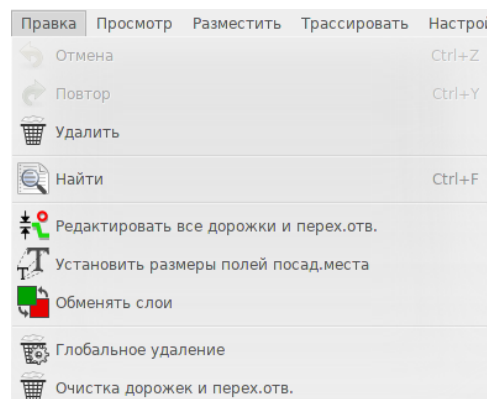 Правка Просмотр Разместить Трассировать Настрой
Отмена Ctrl+Z
Повтор Ctrl+Y
Удалить
Найти Ctrl+F
Редактировать все дорожки и перех.отв.
Установить размеры полей посад.места
Обменять слои
Глобальное удаление
Очистка дорожек и перех.отв.